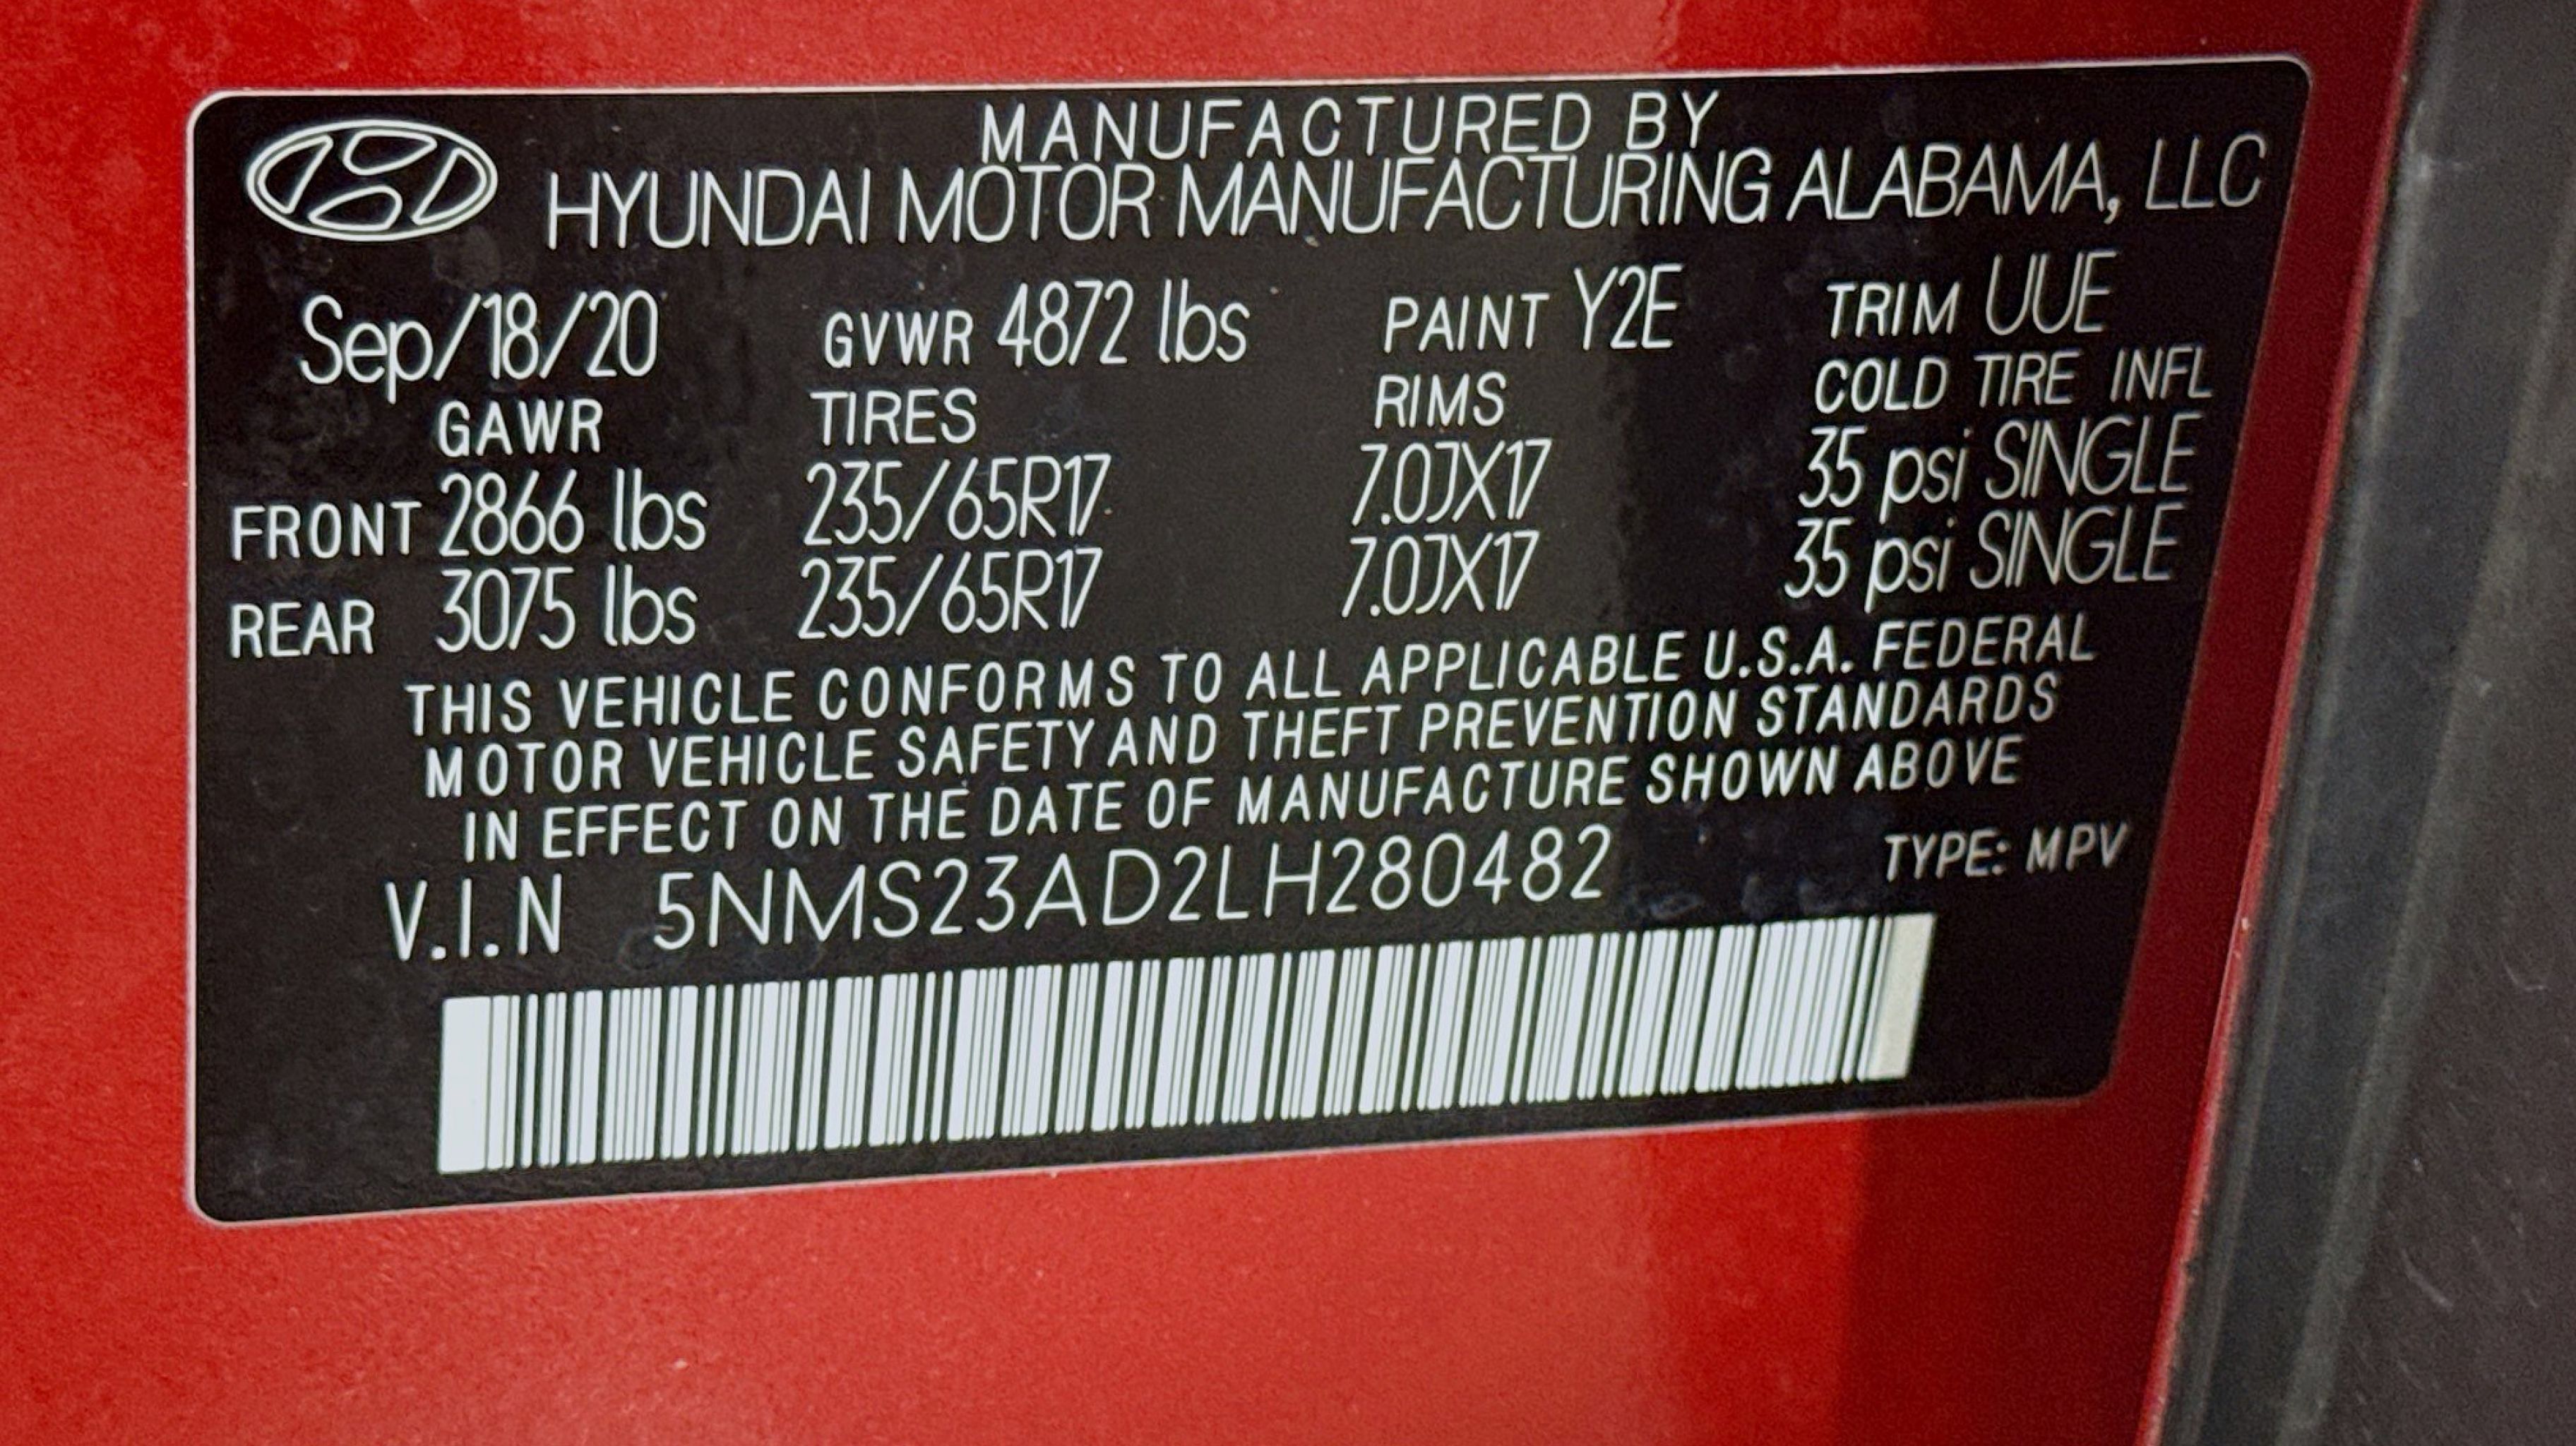 MANUFACTURED BY
HYUNDAI MOTOR MANUFACTURING ALABAMA, LLC
Sep/18/20 GVWR 4872 lbs PAINT Y2E TRIM UUE
GAWR TIRES RIMS COLD TIRE INFL
FRONT 2866 lbs 235/65R17 7.0JX17 35 psi SINGLE
REAR 3075 lbs 235/65R17 7.0JX17 35 psi SINGLE
THIS VEHICLE CONFORMS TO ALL APPLICABLE U.S.A. FEDERAL
MOTOR VEHICLE SAFETY AND THEFT PREVENTION STANDARDS
IN EFFECT ON THE DATE OF MANUFACTURE SHOWN ABOVE
V.I.N 5NMS23AD2LH280482 TYPE: MPV